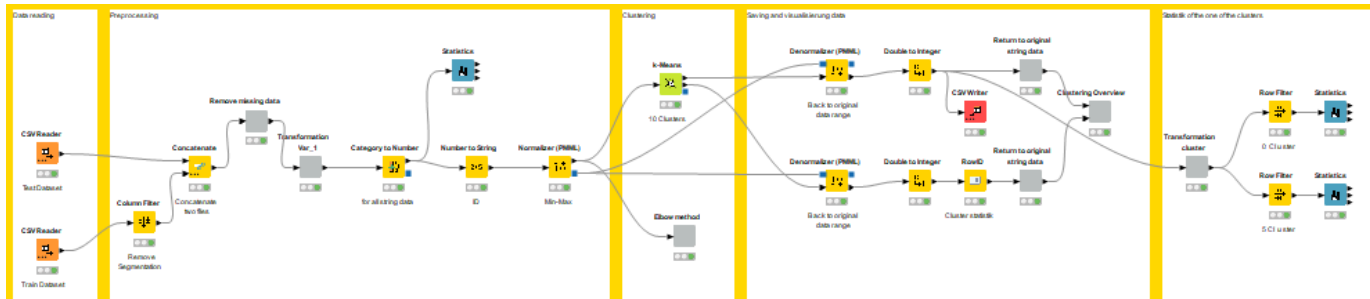 Data reading
Preprocessing
Clustering
Saving and visualisierung data
Statistik of the one of the clusters
Statistics
k-Means
10 Clusters
Denormalizer (PMML)
Back to original
data range
Double to Integer
Return to original
string data
CSV Writer
Clustering Overview
Remove missing data
Transformation
Var_1
CSV Reader
Test Dataset
Concatenate
Concatenate
two files
Category to Number
for all string data
Number to String
ID
Normalizer (PMML)
Min-Max
Column Filter
Remove
Segmentation
CSV Reader
Train Dataset
Elbow method
Denormalizer (PMML)
Back to original
data range
Double to Integer
RowID
Cluster statistik
Return to original
string data
Transformation
cluster
Row Filter
0 Cluster
Statistics
Row Filter
5 Cluster
Statistics